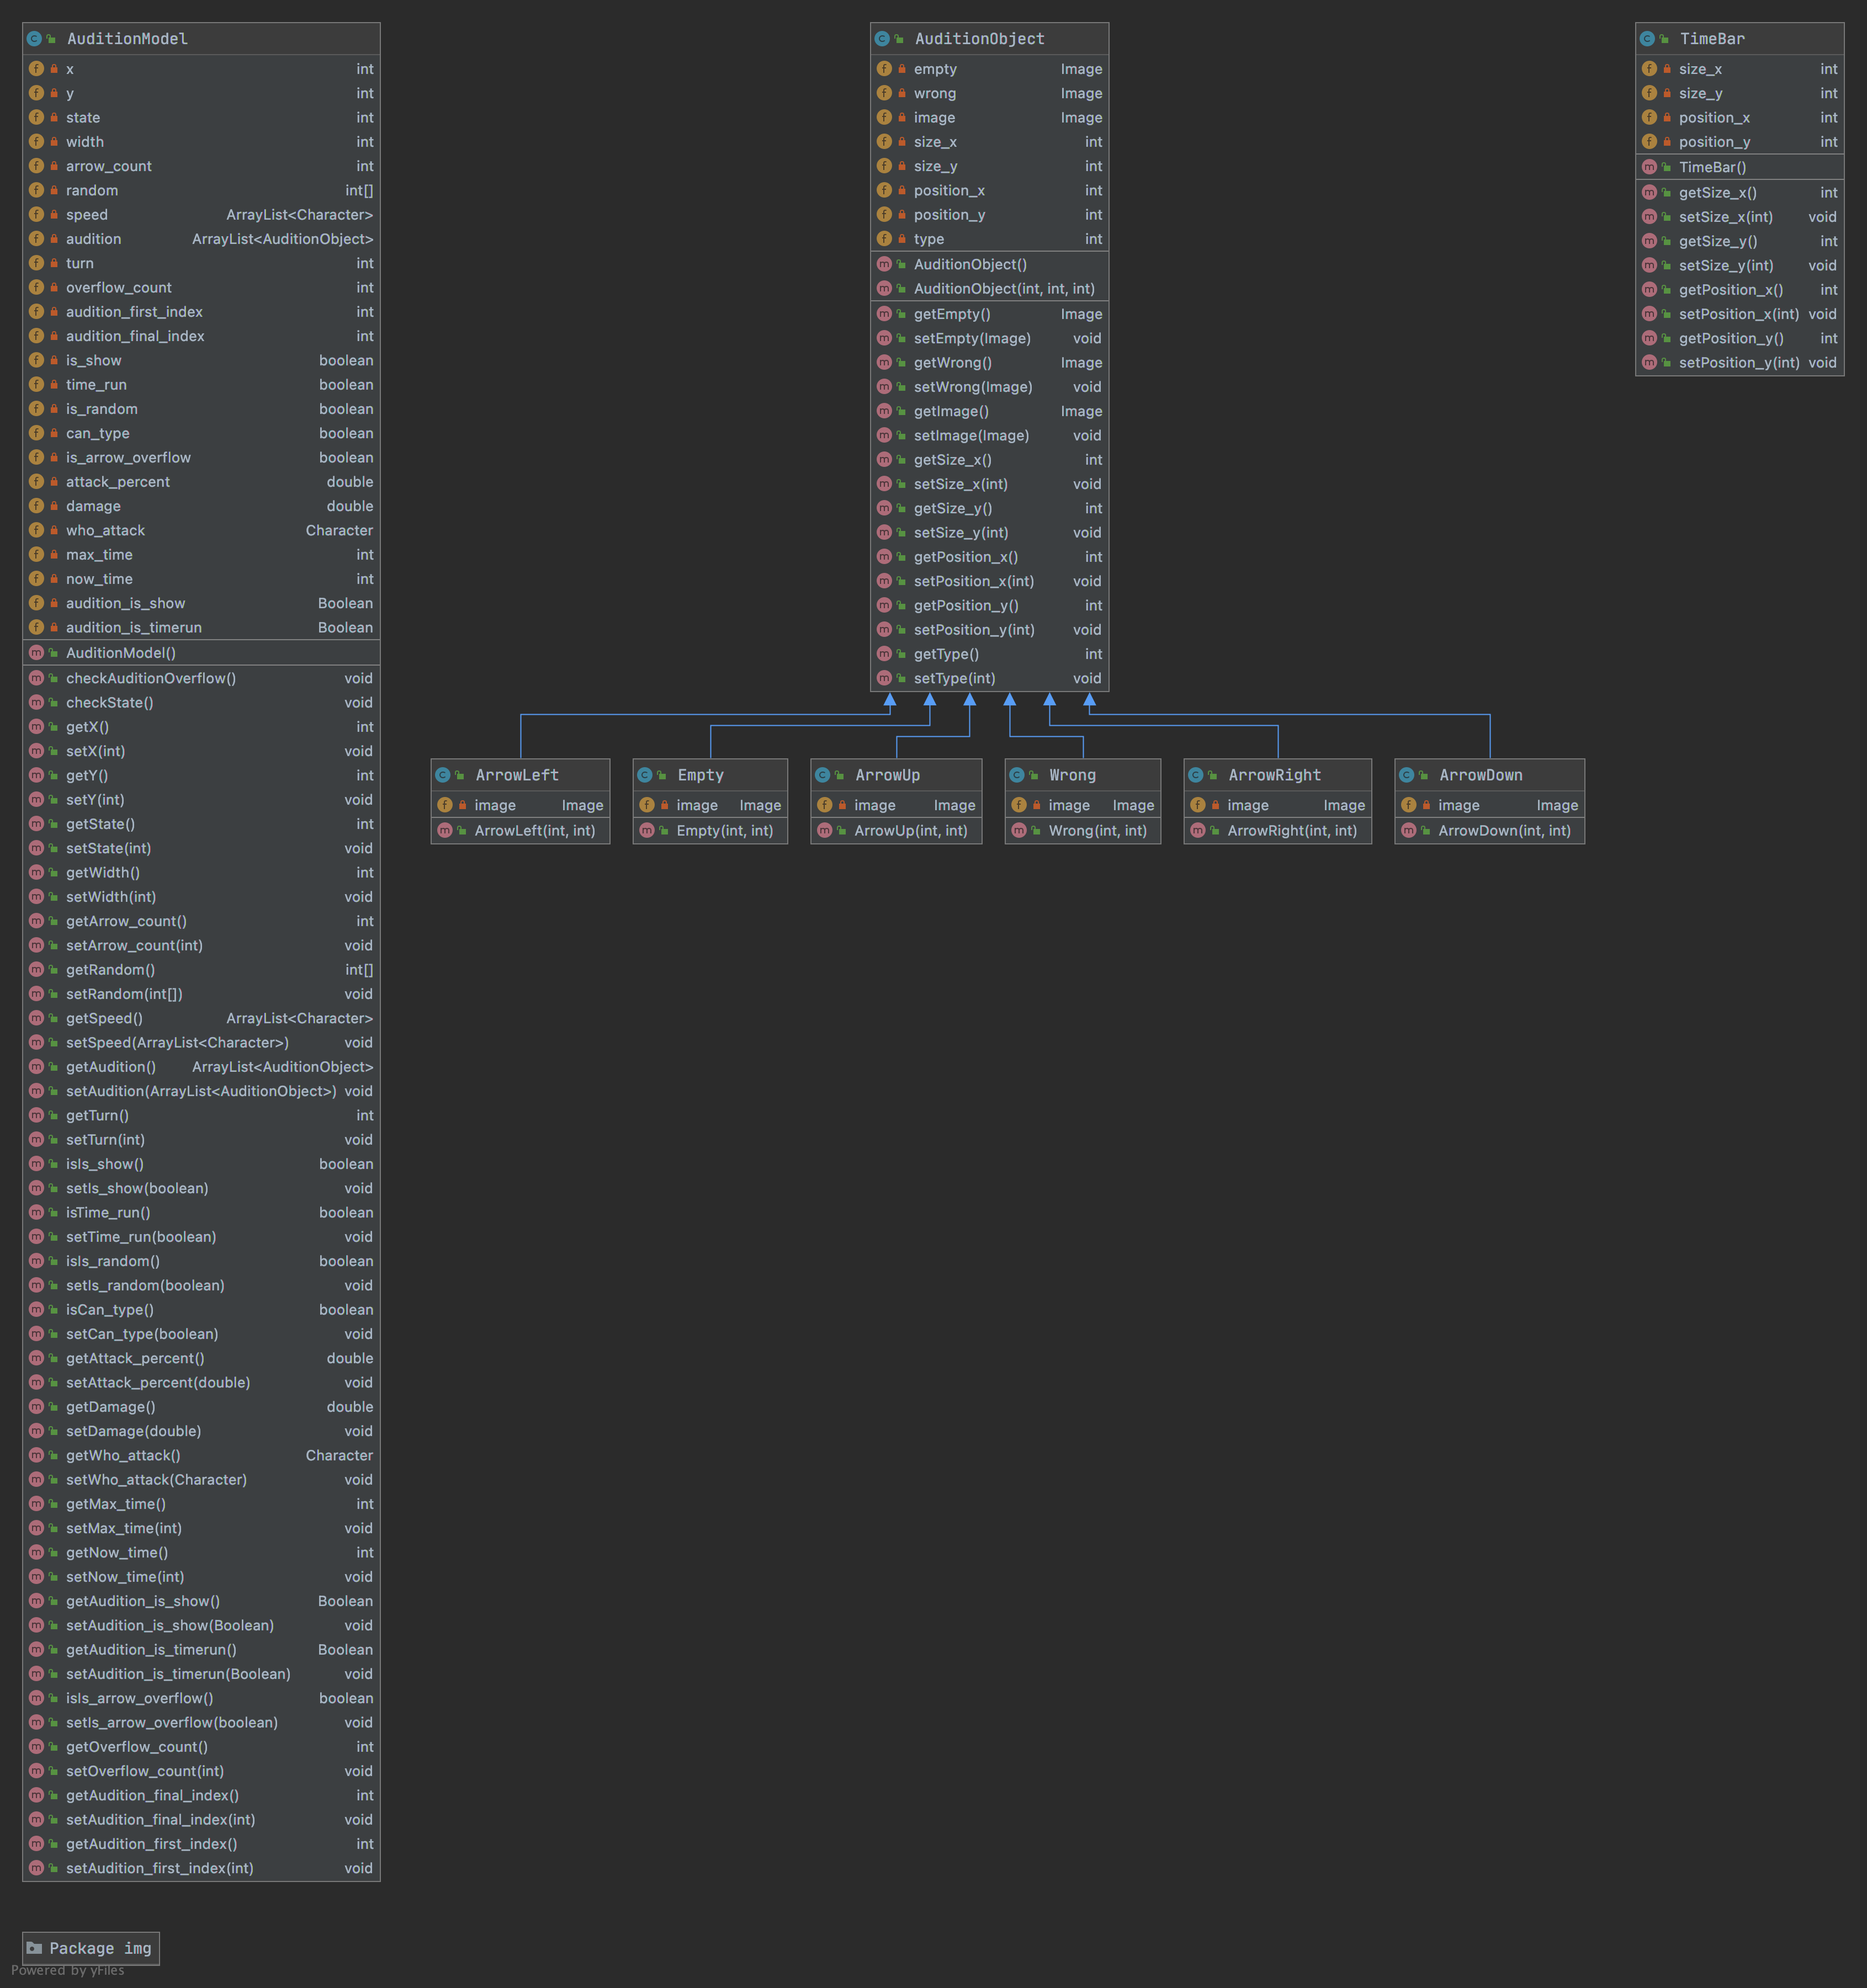 AuditionModel
x int
y int
state int
width int
arrow_count int
random int[]
speed ArrayList<Character>
audition ArrayList<AuditionObject>
turn int
overflow_count int
audition_first_index int
audition_final_index int
is_show boolean
time_run boolean
is_random boolean
can_type boolean
is_arrow_overflow boolean
attack_percent double
damage double
who_attack Character
max_time int
now_time int
audition_is_show Boolean
audition_is_timerun Boolean
AuditionModel()
checkAuditionOverflow() void
checkState() void
getX() int
setX(int) void
getY() int
setY(int) void
getState() int
setState(int) void
getWidth() int
setWidth(int) void
getArrow_count() int
setArrow_count(int) void
getRandom() int[]
setRandom(int[]) void
getSpeed() ArrayList<Character>
setSpeed(ArrayList<Character>) void
getAudition() ArrayList<AuditionObject>
setAudition(ArrayList<AuditionObject>) void
getTurn() int
setTurn(int) void
isIs_show() boolean
setIs_show(boolean) void
isTime_run() boolean
setTime_run(boolean) void
isIs_random() boolean
setIs_random(boolean) void
isCan_type() boolean
setCan_type(boolean) void
getAttack_percent() double
setAttack_percent(double) void
getDamage() double
setDamage(double) void
getWho_attack() Character
setWho_attack(Character) void
getMax_time() int
setMax_time(int) void
getNow_time() int
setNow_time(int) void
getAudition_is_show() Boolean
setAudition_is_show(Boolean) void
getAudition_is_timerun() Boolean
setAudition_is_timerun(Boolean) void
isIs_arrow_overflow() boolean
setIs_arrow_overflow(boolean) void
getOverflow_count() int
setOverflow_count(int) void
getAudition_final_index() int
setAudition_final_index(int) void
getAudition_first_index() int
setAudition_first_index(int) void
AuditionObject
empty Image
wrong Image
image Image
size_x int
size_y int
position_x int
position_y int
type int
AuditionObject()
AuditionObject(int, int, int)
getEmpty() Image
setEmpty(Image) void
getWrong() Image
setWrong(Image) void
getImage() Image
setImage(Image) void
getSize_x() int
setSize_x(int) void
getSize_y() int
setSize_y(int) void
getPosition_x() int
setPosition_x(int) void
getPosition_y() int
setPosition_y(int) void
getType() int
setType(int) void
TimeBar
size_x int
size_y int
position_x int
position_y int
TimeBar()
getSize_x() int
setSize_x(int) void
getSize_y() int
setSize_y(int) void
getPosition_x() int
setPosition_x(int) void
getPosition_y() int
setPosition_y(int) void
ArrowLeft
image Image
ArrowLeft(int, int)
Empty
image Image
Empty(int, int)
ArrowUp
image Image
ArrowUp(int, int)
Wrong
image Image
Wrong(int, int)
ArrowRight
image Image
ArrowRight(int, int)
ArrowDown
image Image
ArrowDown(int, int)
Package img
Powered by yFiles